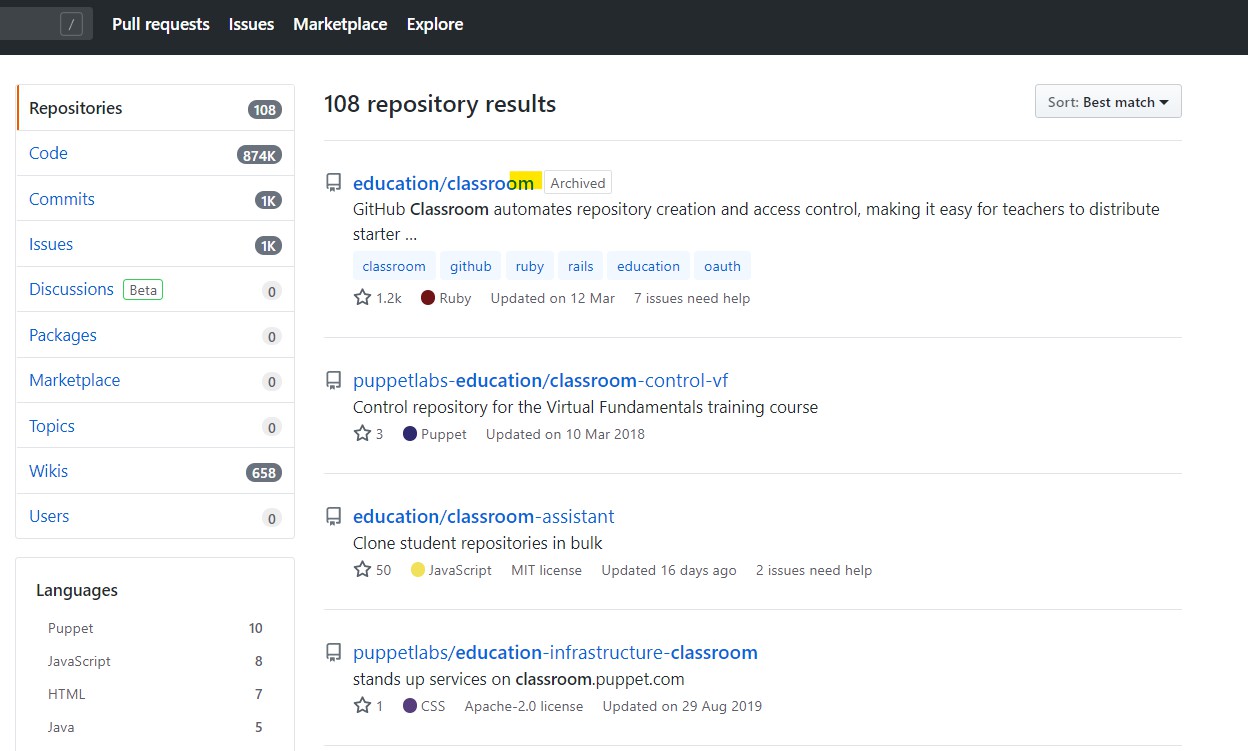 / Pull requests Issues Marketplace Explore
Repositories 108
Code 874K
Commits 1K
Issues 1K
Discussions Beta 0
Packages 0
Marketplace 0
Topics 0
Wikis 658
Users 0
Languages
Puppet 10
JavaScript 8
HTML 7
Java 5
108 repository results
Sort: Best match
education/classroom Archived
GitHub Classroom automates repository creation and access control, making it easy for teachers to distribute
starter ...
classroom github ruby rails education oauth
1.2k Ruby Updated on 12 Mar 7 issues need help
puppetlabs-education/classroom-control-vf
Control repository for the Virtual Fundamentals training course
3 Puppet Updated on 10 Mar 2018
education/classroom-assistant
Clone student repositories in bulk
50 JavaScript MIT license Updated 16 days ago 2 issues need help
puppetlabs/education-infrastructure-classroom
stands up services on classroom.puppet.com
1 CSS Apache-2.0 license Updated on 29 Aug 2019